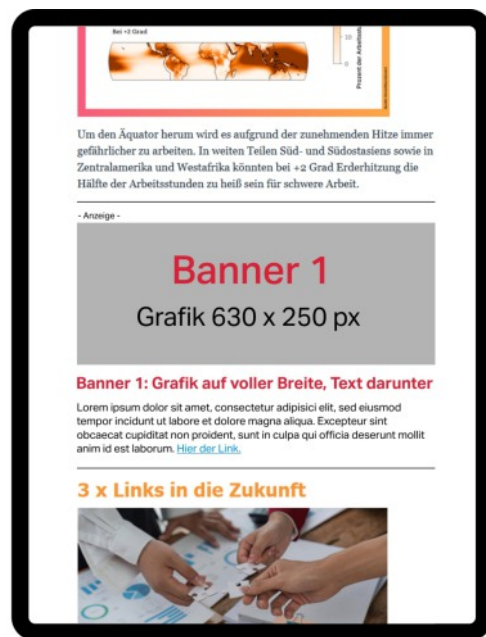 Bei +2 Grad
10
0
Prozent der Arbeitsstu
Um den Äquator herum wird es aufgrund der zunehmenden Hitze immer
gefährlicher zu arbeiten. In weiten Teilen Süd- und Südostasiens sowie in
Zentralamerika und Westafrika könnten bei +2 Grad Erderhitzung die
Hälfte der Arbeitsstunden zu heiß sein für schwere Arbeit.
- Anzeige -
Banner 1
Grafik 630 x 250 px
Banner 1: Grafik auf voller Breite, Text darunter
Lorem ipsum dolor sit amet, consectetur adipisici elit, sed eiusmod
tempor incidunt ut labore et dolore magna aliqua. Excepteur sint
obcaecat cupiditat non proident, sunt in culpa qui officia deserunt mollit
anim id est laborum. Hier der Link.
3 x Links in die Zukunft